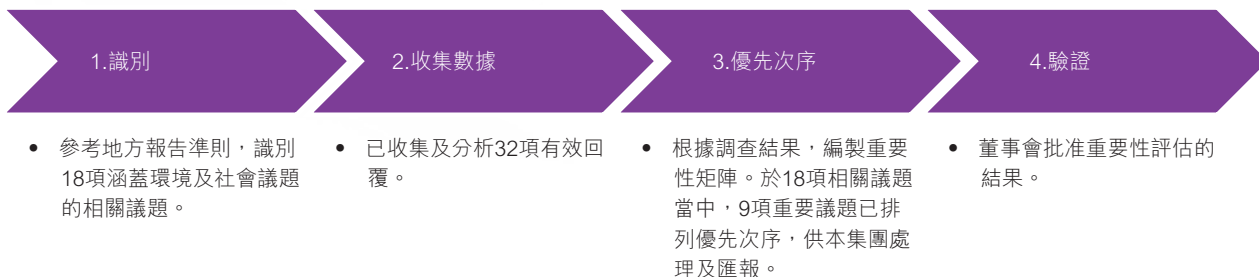 1.識別
2.收集數據
3.優先次序
4.驗證
• 參考地方報告準則，識別
18項涵蓋環境及社會議題
的相關議題。
• 已收集及分析32項有效回
覆。
• 根據調查結果，編製重要
性矩陣。於18項相關議題
當中，9項重要議題已排
列優先次序，供本集團處
理及匯報。
• 董事會批准重要性評估的
結果。